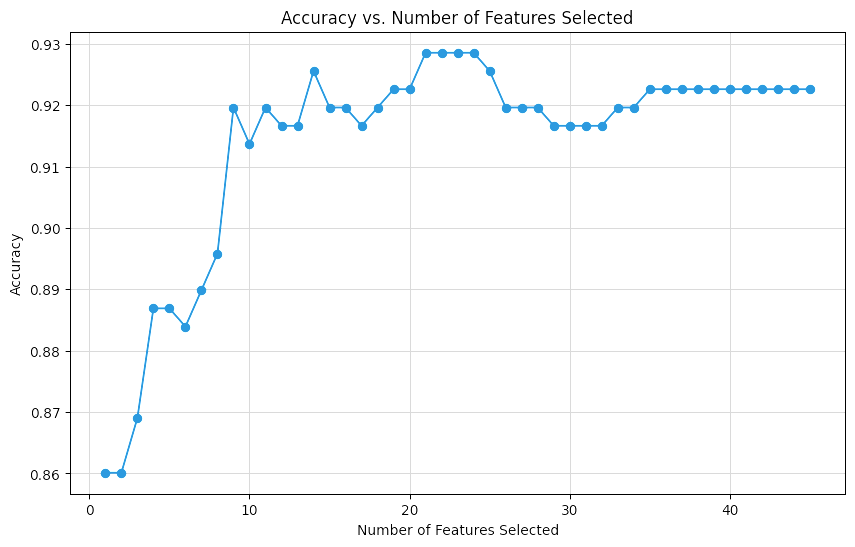 Accuracy vs. Number of Features Selected
0.93
0.92
0.91
0.90
0.89
0.88
0.87
0.86
Accuracy
0 10 20 30 40
Number of Features Selected